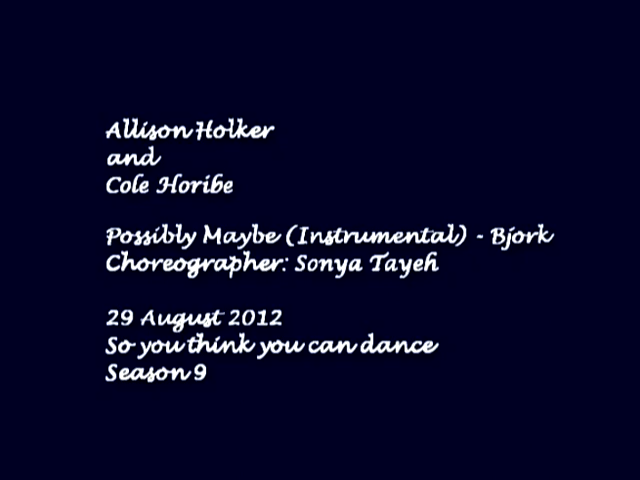 Allison Holker
and
Cole Horibe
Possibly Maybe (Instrumental) - Bjork
Choreographer: Sonya Tayeh
29 August 2012
So you think you can dance
Season 9